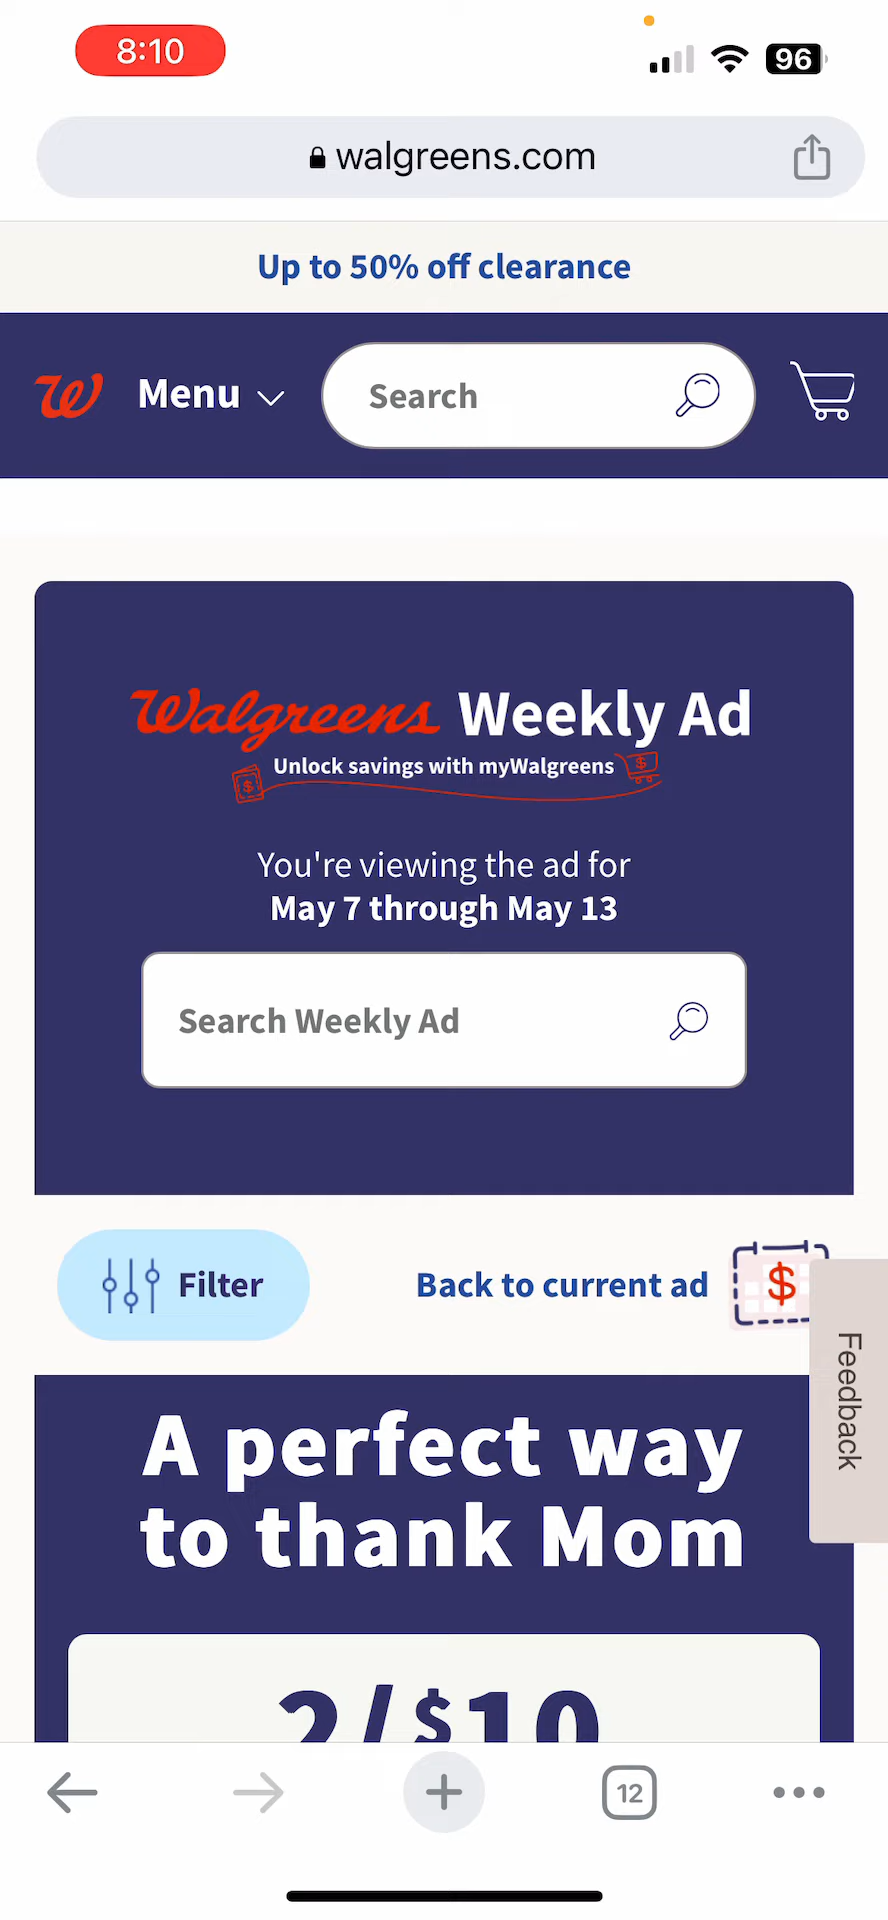 8:10
96
walgreens.com
Up to 50% off clearance
W Menu
Search
Walgreens Weekly Ad
Unlock savings with myWalgreens
$ $
You're viewing the ad for
May 7 through May 13
Search Weekly Ad
Filter
Back to current ad
$
Feedback
A perfect way
to thank Mom
2/$10
12